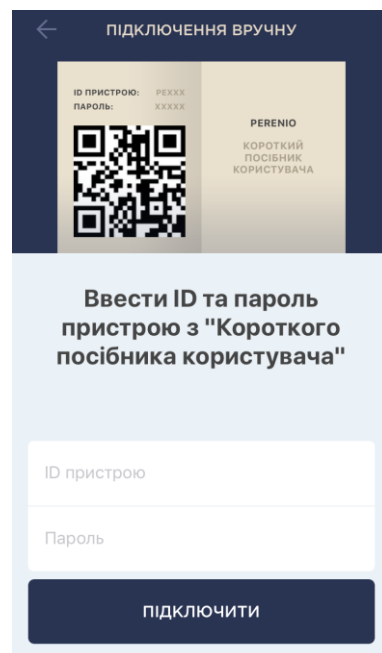 ПІДКЛЮЧЕННЯ ВРУЧНУ
ID ПРИСТРОЮ: PEXXX
ПАРОЛЬ: XXXXX
PERENIO
КОРОТКИЙ
ПОСІБНИК
КОРИСТУВАЧА
Ввести ID та пароль
пристрою з "Короткого
посібника користувача"
ID пристрою
Пароль
ПІДКЛЮЧИТИ